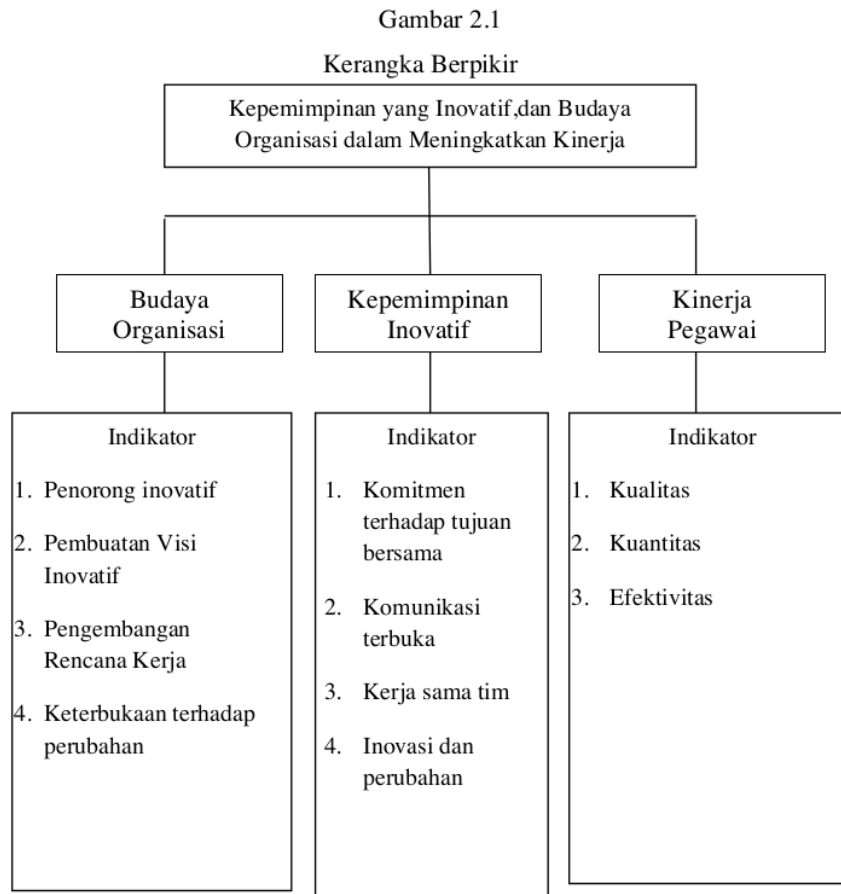 Gambar 2.1
Kerangka Berpikir
Kepemimpinan yang Inovatif,dan Budaya
Organisasi dalam Meningkatkan Kinerja
Budaya
Organisasi
Kepemimpinan
Inovatif
Kinerja
Pegawai
Indikator
1. Penorong inovatif
2. Pembuatan Visi
Inovatif
3. Pengembangan
Rencana Kerja
4. Keterbukaan terhadap
perubahan
Indikator
1. Komitmen
terhadap tujuan
bersama
2. Komunikasi
terbuka
3. Kerja sama tim
4. Inovasi dan
perubahan
Indikator
1. Kualitas
2. Kuantitas
3. Efektivitas